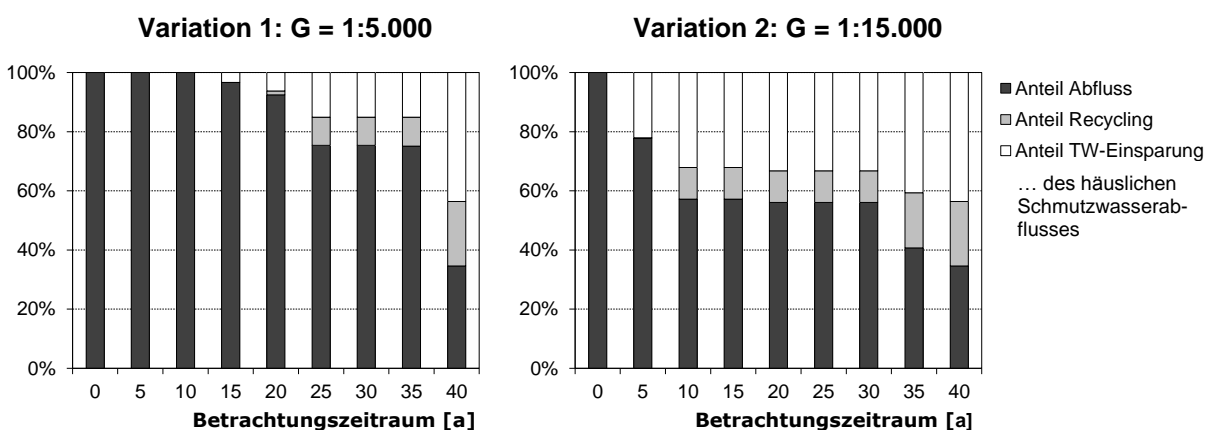 Variation 1: G = 1:5.000
100%
80%
60%
40%
20%
0%
0 5 10 15 20 25 30 35 40
Betrachtungszeitraum [a]
Variation 2: G = 1:15.000
100%
80%
60%
40%
20%
0%
0 5 10 15 20 25 30 35 40
Betrachtungszeitraum [a]
Anteil Abfluss
Anteil Recycling
Anteil TW-Einsparung
… des häuslichen
Schmutzwasserab-
flusses